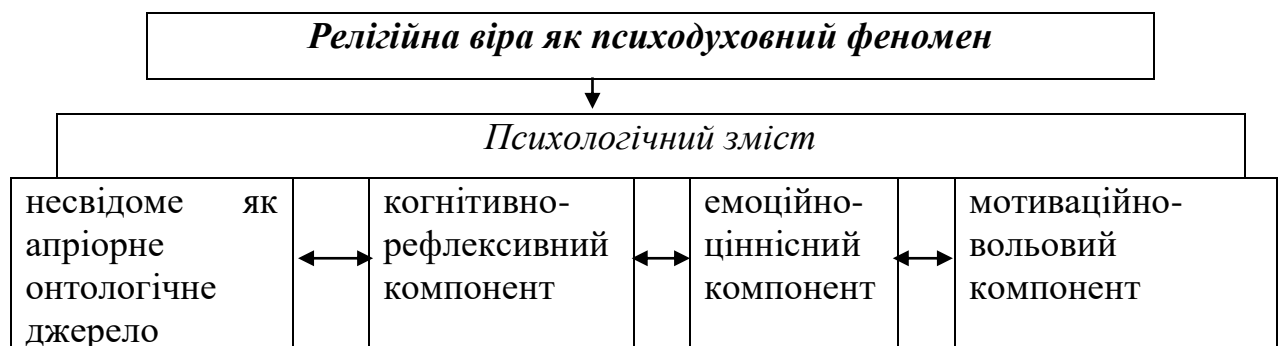 Релігійна віра як психодуховний феномен
Психологічний зміст
несвідоме як
апріорне
онтологічне
джерело
когнітивно-
рефлексивний
компонент
емоційно-
ціннісний
компонент
мотиваційно-
вольовий
компонент